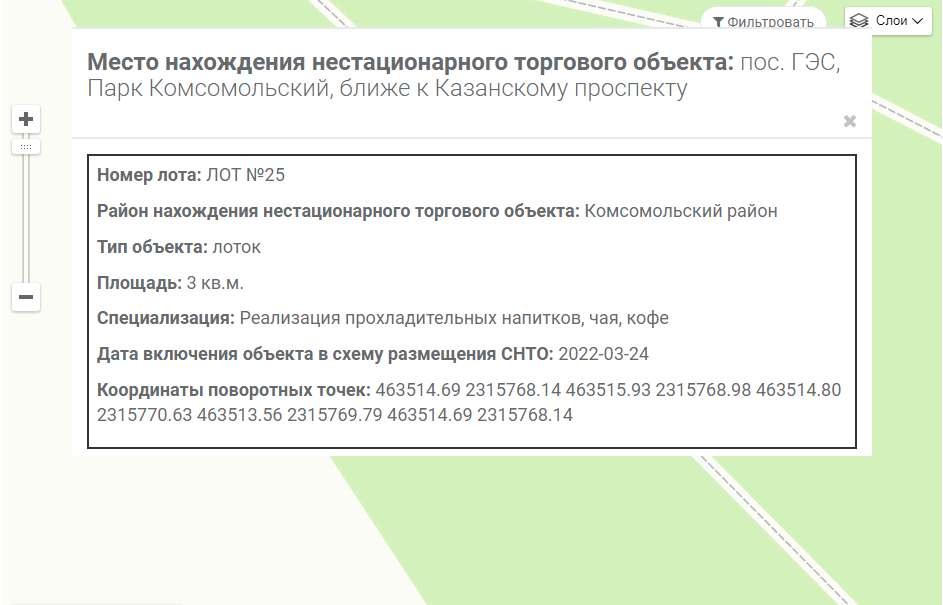 Фильтровать
Слои
Место нахождения нестационарного торгового объекта: пос. ГЭС,
Парк Комсомольский, ближе к Казанскому проспекту
Номер лота: ЛОТ №25
Район нахождения нестационарного торгового объекта: Комсомольский район
Тип объекта: лоток
Площадь: 3 кв.м.
Специализация: Реализация прохладительных напитков, чая, кофе
Дата включения объекта в схему размещения СНТО: 2022-03-24
Координаты поворотных точек: 463514.69 2315768.14 463515.93 2315768.98 463514.80
2315770.63 463513.56 2315769.79 463514.69 2315768.14